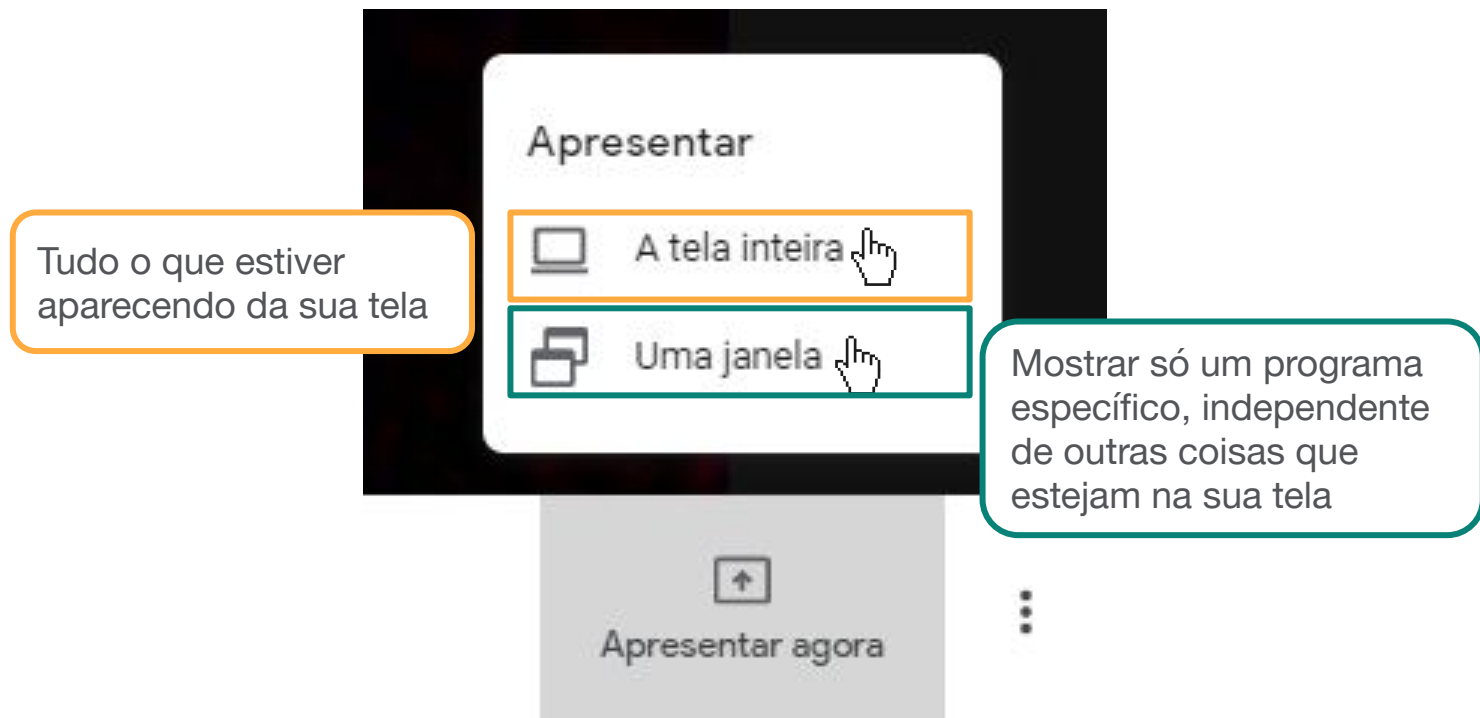 Apresentar
Tudo o que estiver
aparecendo da sua tela
A tela inteira
Uma janela
Mostrar só um programa
específico, independente
de outras coisas que
estejam na sua tela
Apresentar agora